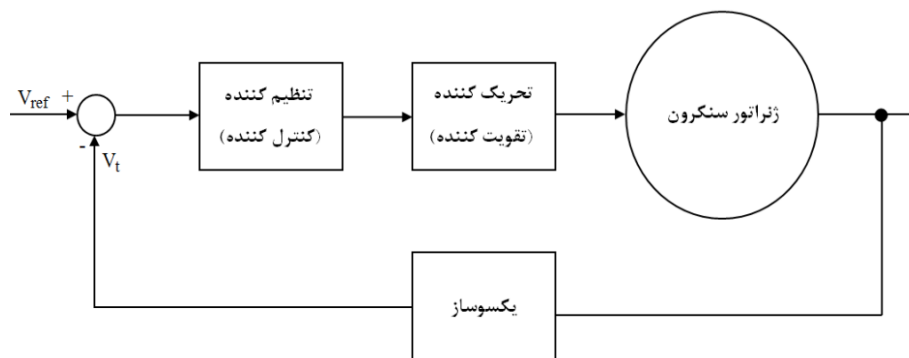 V_ref +
-
V_t
تنظیم کننده
(کنترل کننده)
تحریک کننده
(تقویت کننده)
ژنراتور سنکرون
یکسوساز